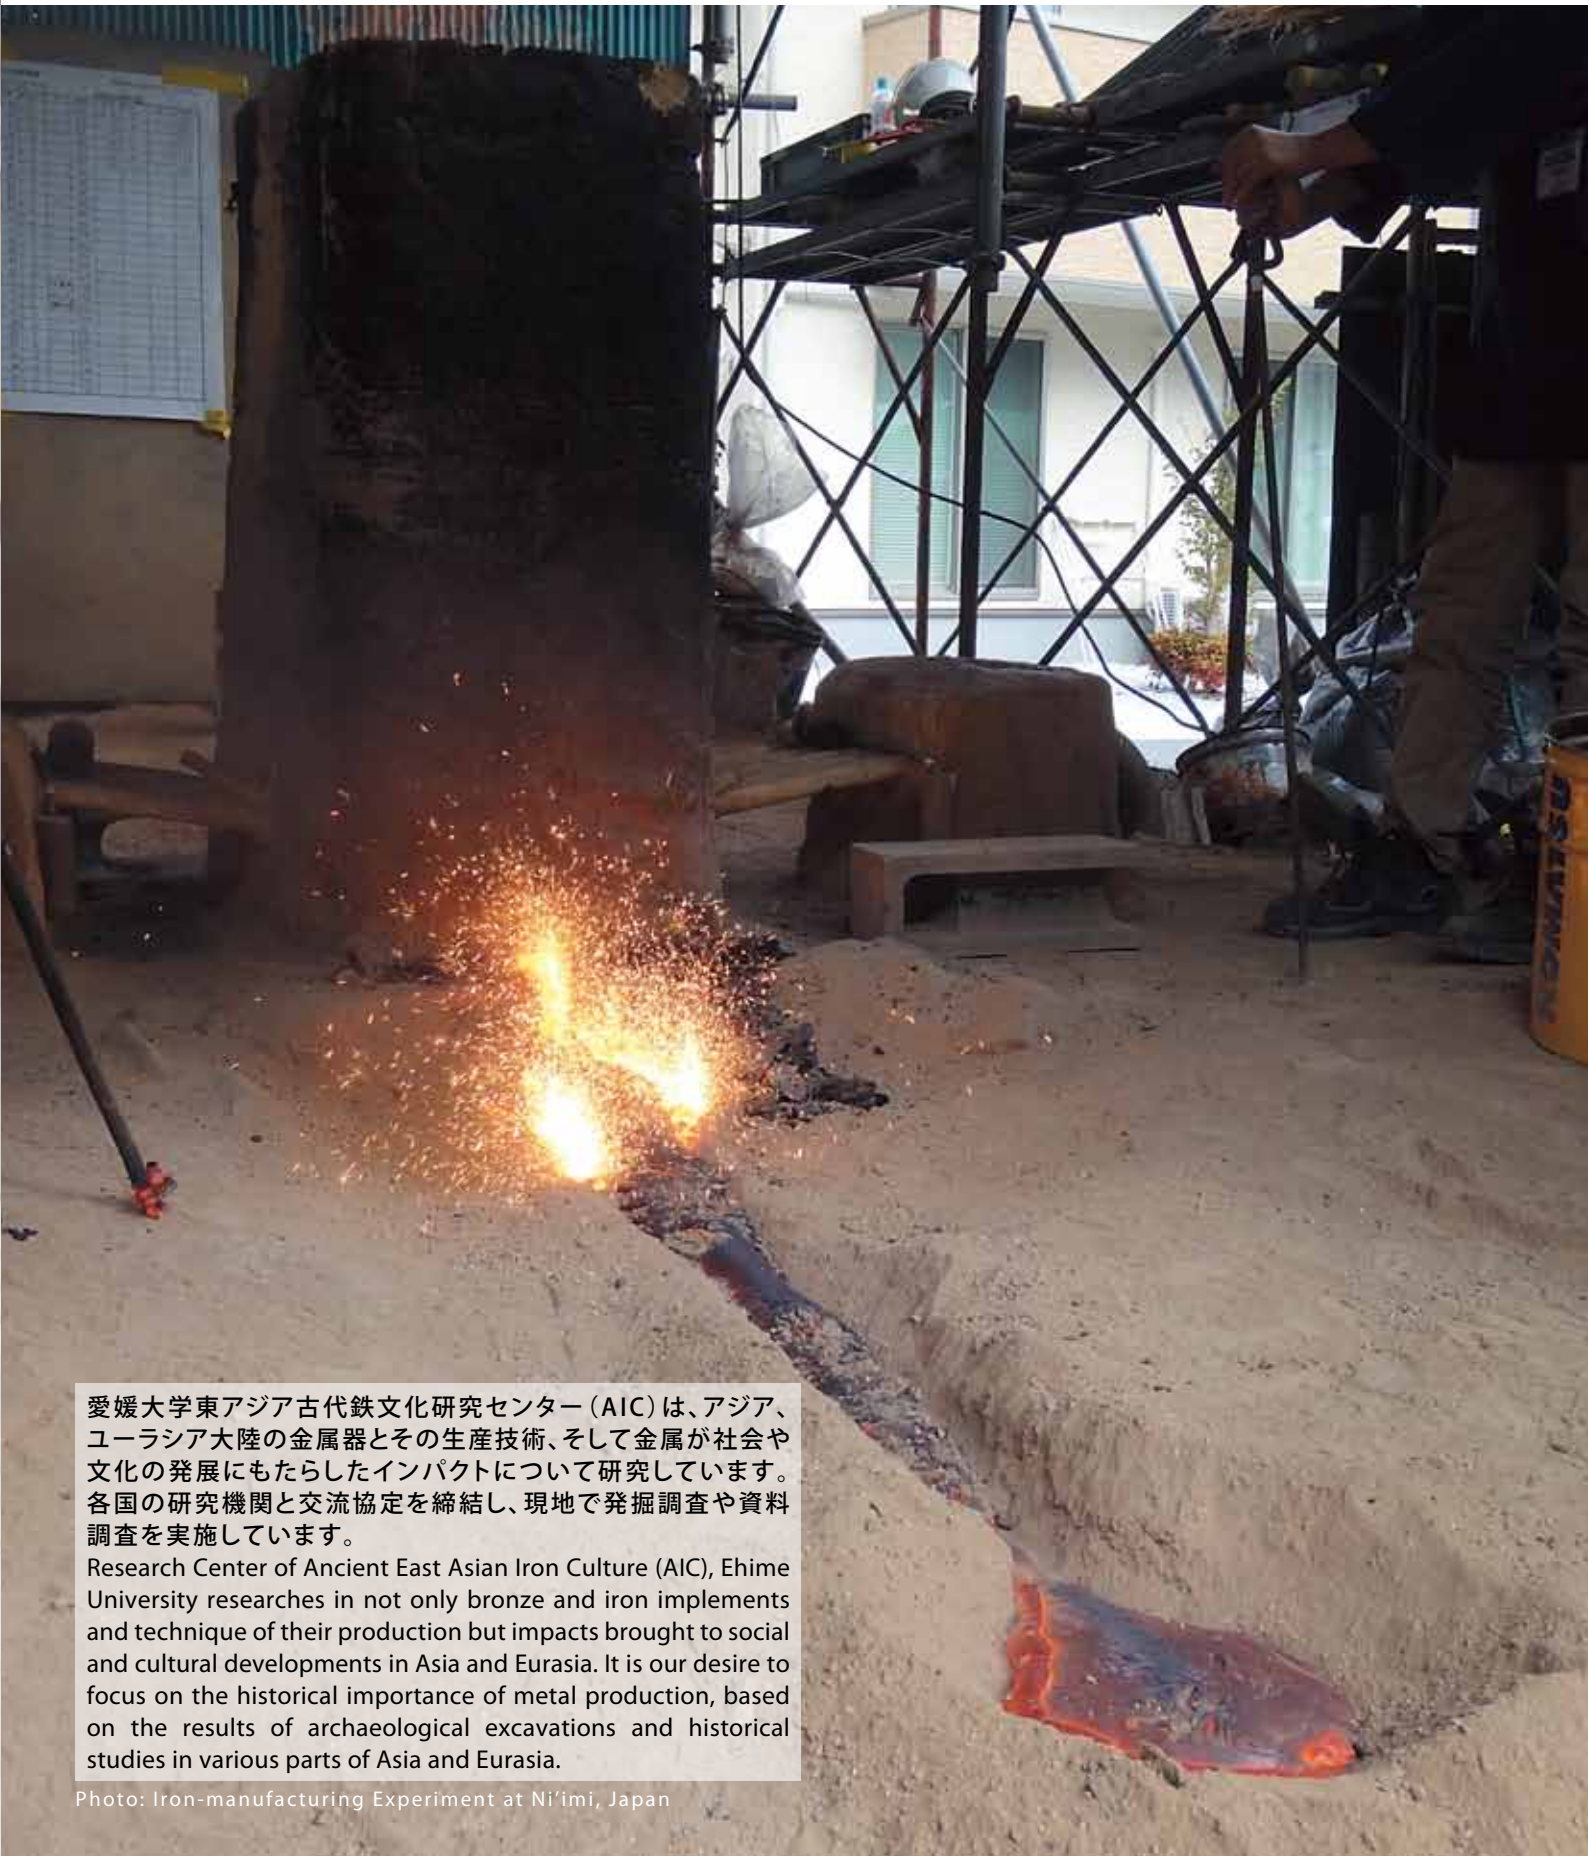 愛媛大学東アジア古代鉄文化研究センター（AIC）は、アジア、
ユーラシア大陸の金属器とその生産技術、そして金属が社会や
文化の発展にもたらしたインパクトについて研究しています。
各国の研究機関と交流協定を締結し、現地で発掘調査や資料
調査を実施しています。
Research Center of Ancient East Asian Iron Culture (AIC), Ehime
University researches in not only bronze and iron implements
and technique of their production but impacts brought to social
and cultural developments in Asia and Eurasia. It is our desire to
focus on the historical importance of metal production, based
on the results of archaeological excavations and historical
studies in various parts of Asia and Eurasia.
Photo: Iron-manufacturing Experiment at Ni'imi, Japan